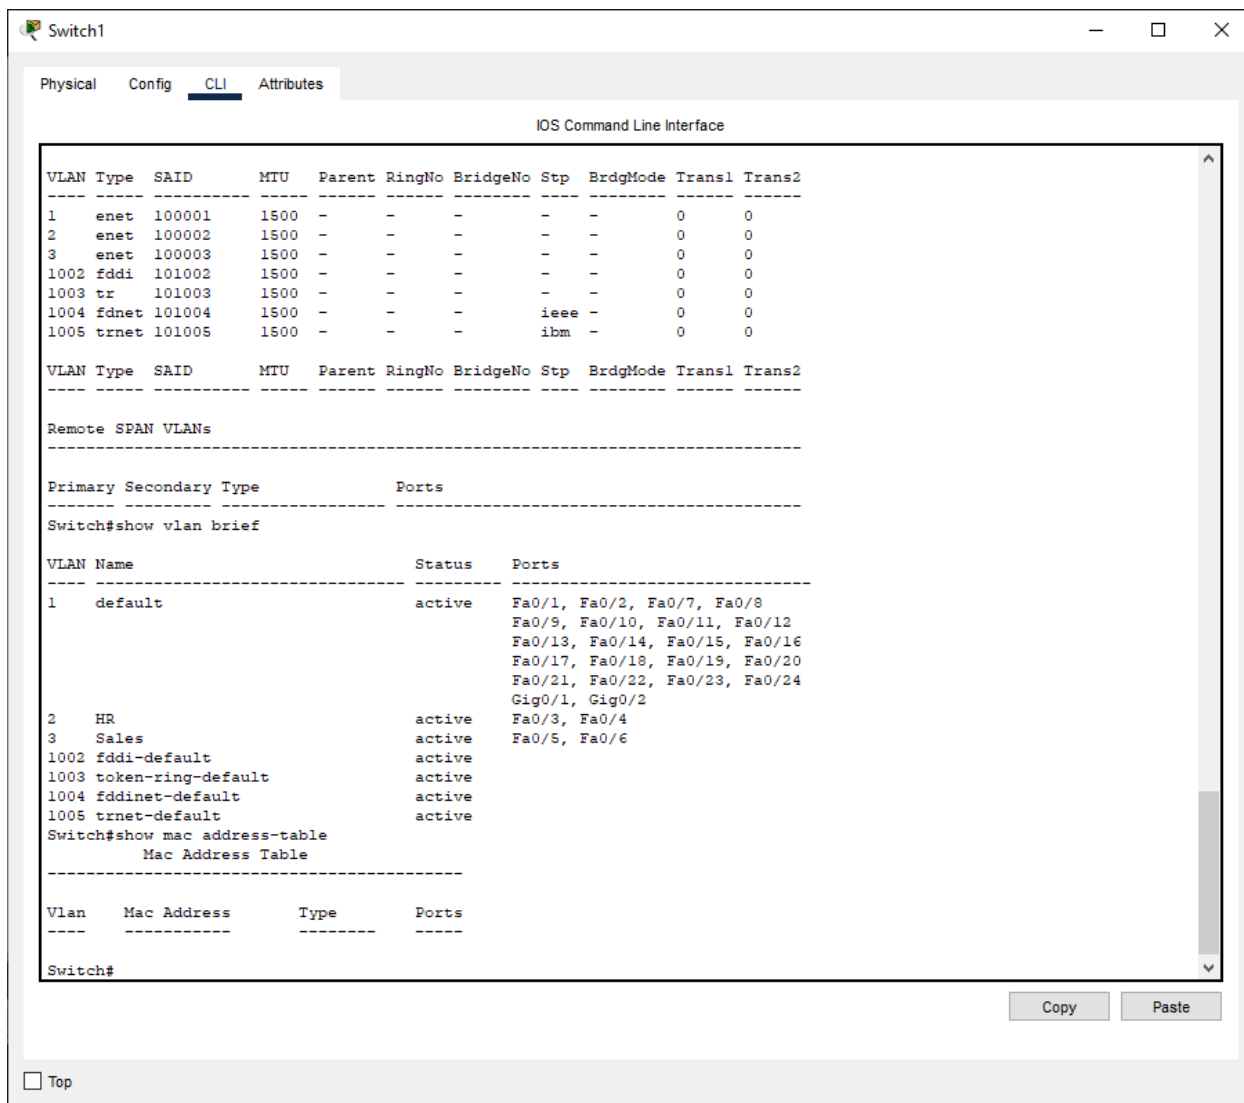 Switch1
Physical Config CLI Attributes
IOS Command Line Interface
VLAN Type  SAID       MTU   Parent RingNo BridgeNo Stp  BrdgMode Trans1 Trans2
---- ----- ---------- ----- ------ ------ -------- ---- -------- ------ ------
1    enet  100001     1500  -      -      -        -    -        0      0
2    enet  100002     1500  -      -      -        -    -        0      0
3    enet  100003     1500  -      -      -        -    -        0      0
1002 fddi  101002     1500  -      -      -        -    -        0      0
1003 tr    101003     1500  -      -      -        -    -        0      0
1004 fdnet 101004     1500  -      -      -        ieee -        0      0
1005 trnet 101005     1500  -      -      -        ibm  -        0      0
VLAN Type  SAID       MTU   Parent RingNo BridgeNo Stp  BrdgMode Trans1 Trans2
---- ----- ---------- ----- ------ ------ -------- ---- -------- ------ ------
Remote SPAN VLANs
------------------------------------------------------------------------------
Primary Secondary Type              Ports
------- --------- ----------------- ------------------------------------------
Switch#show vlan brief
VLAN Name                             Status    Ports
---- -------------------------------- --------- -------------------------------
1    default                          active    Fa0/1, Fa0/2, Fa0/7, Fa0/8
Fa0/9, Fa0/10, Fa0/11, Fa0/12
Fa0/13, Fa0/14, Fa0/15, Fa0/16
Fa0/17, Fa0/18, Fa0/19, Fa0/20
Fa0/21, Fa0/22, Fa0/23, Fa0/24
Gig0/1, Gig0/2
2    HR                               active    Fa0/3, Fa0/4
3    Sales                            active    Fa0/5, Fa0/6
1002 fddi-default                     active
1003 token-ring-default               active
1004 fddinet-default                  active
1005 trnet-default                    active
Switch#show mac address-table
Mac Address Table
-------------------------------------------
Vlan    Mac Address       Type        Ports
----    -----------       --------    -----
Switch#
Copy Paste
Top